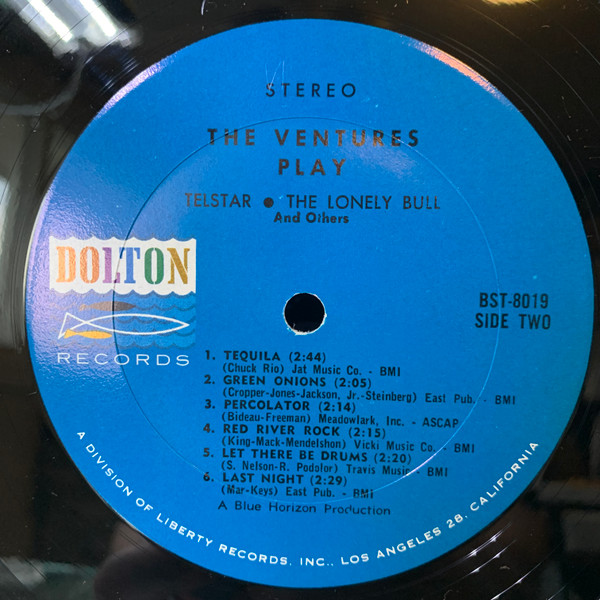 STEREO
THE VENTURES
PLAY
TELSTAR ● THE LONELY BULL
And Others
DOLTON
RECORDS
BST-8019
SIDE TWO
1. TEQUILA (2:44)
(Chuck Rio) Jat Music Co. - BMI
2. GREEN ONIONS (2:05)
(Cropper-Jones-Jackson, Jr.-Steinberg) East Pub. - BMI
3. PERCOLATOR (2:14)
(Bideau-Freeman) Meadowlark, Inc. - ASCAP
4. RED RIVER ROCK (2:15)
(King-Mack-Mendelshon) Vicki Music Co. - BMI
5. LET THERE BE DRUMS (2:20)
(S. Nelson-R. Podolor) Travis Music - BMI
6. LAST NIGHT (2:29)
(Mar-Keys) East Pub. - BMI
A Blue Horizon Production
A DIVISION OF LIBERTY RECORDS, INC., LOS ANGELES 28, CALIFORNIA